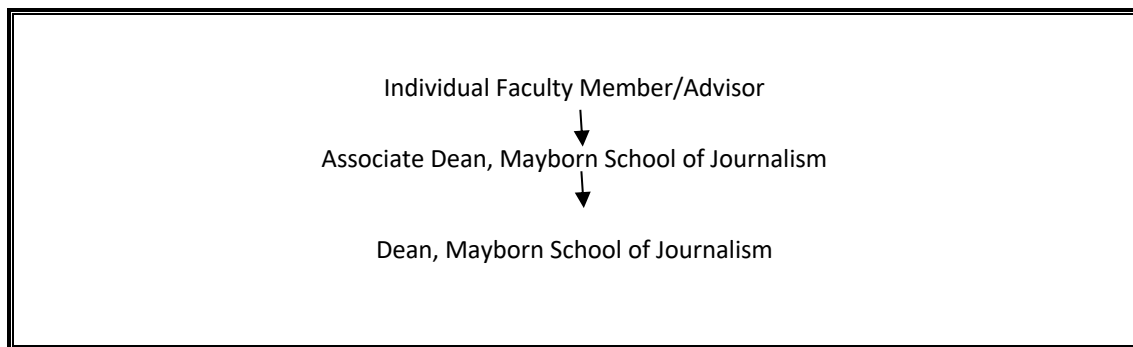 Individual Faculty Member/Advisor
Associate Dean, Mayborn School of Journalism
Dean, Mayborn School of Journalism